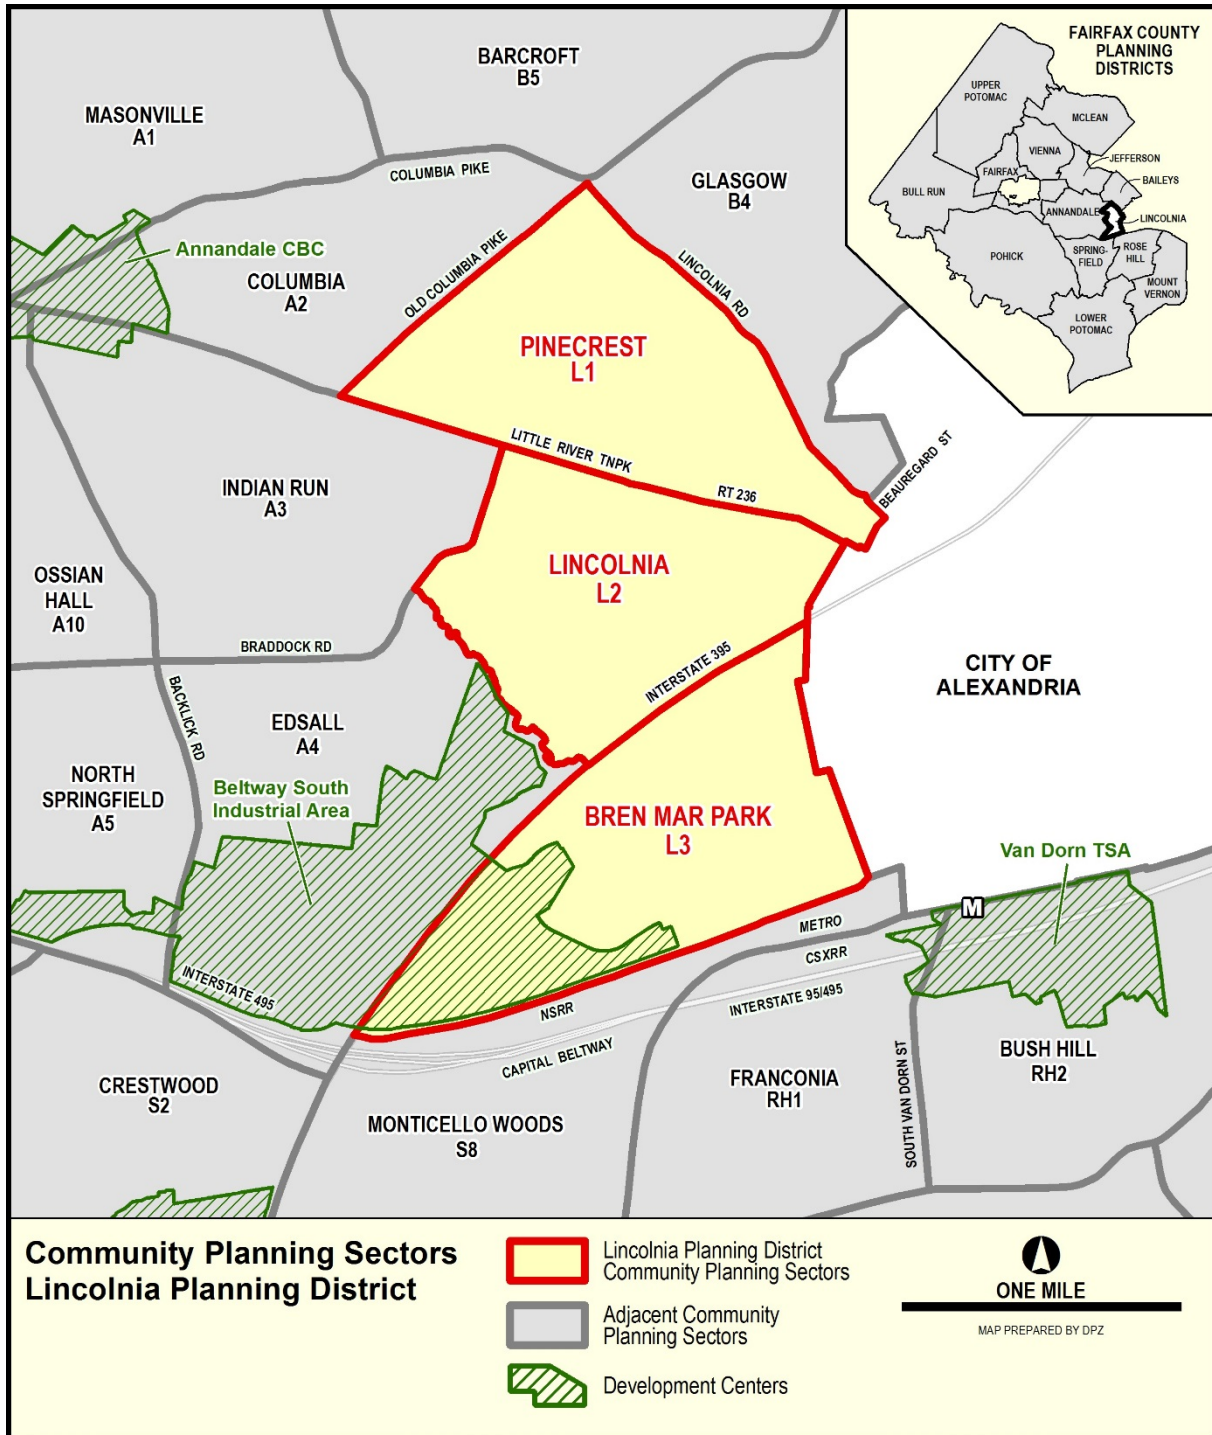 FAIRFAX COUNTY
PLANNING
DISTRICTS
UPPER
POTOMAC
MCLEAN
VIENNA
JEFFERSON
FAIRFAX
BAILEYS
BULL RUN
ANNANDALE
LINCOLNIA
POHICK
SPRING-
FIELD
ROSE
HILL
MOUNT
VERNON
LOWER
POTOMAC
BARCROFT
B5
MASONVILLE
A1
COLUMBIA PIKE
GLASGOW
B4
Annandale CBC
COLUMBIA
A2
OLD COLUMBIA PIKE
LINCOLNIA RD
PINECREST
L1
LITTLE RIVER TNPK
RT 236
BEAUREGARD ST
INDIAN RUN
A3
LINCOLNIA
L2
OSSIAN
HALL
A10
BRADDOCK RD
INTERSTATE 395
CITY OF
ALEXANDRIA
BACKLICK RD
EDSALL
A4
NORTH
SPRINGFIELD
A5
Beltway South
Industrial Area
BREN MAR PARK
L3
Van Dorn TSA
M
METRO
CSXRR
INTERSTATE 495
NSRR
INTERSTATE 95/495
CAPITAL BELTWAY
SOUTH VAN DORN ST
BUSH HILL
RH2
CRESTWOOD
S2
FRANCONIA
RH1
MONTICELLO WOODS
S8
Community Planning Sectors
Lincolnia Planning District
Lincolnia Planning District
Community Planning Sectors
Adjacent Community
Planning Sectors
Development Centers
ONE MILE
MAP PREPARED BY DPZ